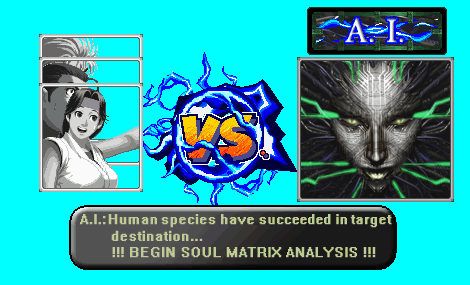 A. I.
VS.
A.I.:Human species have succeeded in target
destination...
!!! BEGIN SOUL MATRIX ANALYSIS !!!